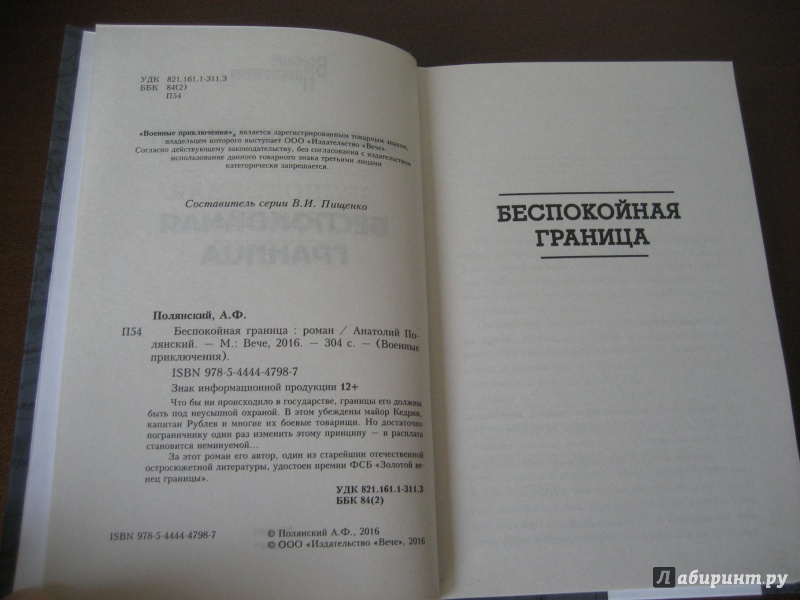 УДК 821.161.1-311.3
ББК 84(2)
П54
«Военные приключения», является зарегистрированным товарным знаком,
владельцем которого выступает ООО «Издательство «Вече».
Согласно действующему законодательству, без согласования с издательством
использование данного товарного знака третьими лицами
категорически запрещается.
Составитель серии В.И. Пищенко
Полянский, А.Ф.
П54 Беспокойная граница : роман / Анатолий По-
лянский. — М.: Вече, 2016. — 304 с. — (Военные
приключения).
ISBN 978-5-4444-4798-7
Знак информационной продукции 12+
Что бы ни происходило в государстве, границы его должны
быть под неусыпной охраной. В этом убеждены майор Кедрин,
капитан Рублев и многие их боевые товарищи. Но достаточно
пограничнику один раз изменить этому принципу — и расплата
становится неминуемой...
За этот роман его автор, один из старейшин отечественной
остросюжетной литературы, удостоен премии ФСБ «Золотой ве-
нец границы».
УДК 821.161.1-311.3
ББК 84(2)
ISBN 978-5-4444-4798-7
© Полянский А.Ф., 2016
© ООО «Издательство «Вече», 2016
БЕСПОКОЙНАЯ
ГРАНИЦА
Лабиринт.ру